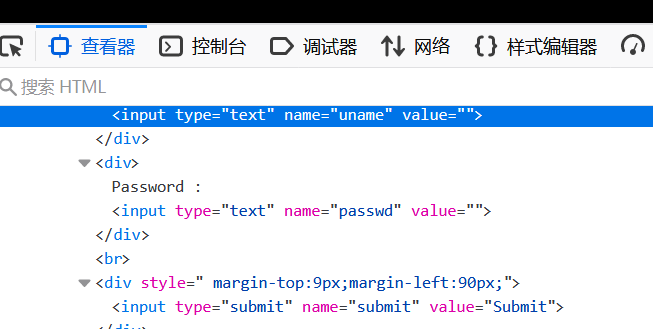 查看器 控制台 调试器 网络 样式编辑器
搜索 HTML
<input type="text" name="uname" value="">
</div>
<div>
Password :
<input type="text" name="passwd" value="">
</div>
<br>
<div style=" margin-top:9px;margin-left:90px;">
<input type="submit" name="submit" value="Submit">
</div>